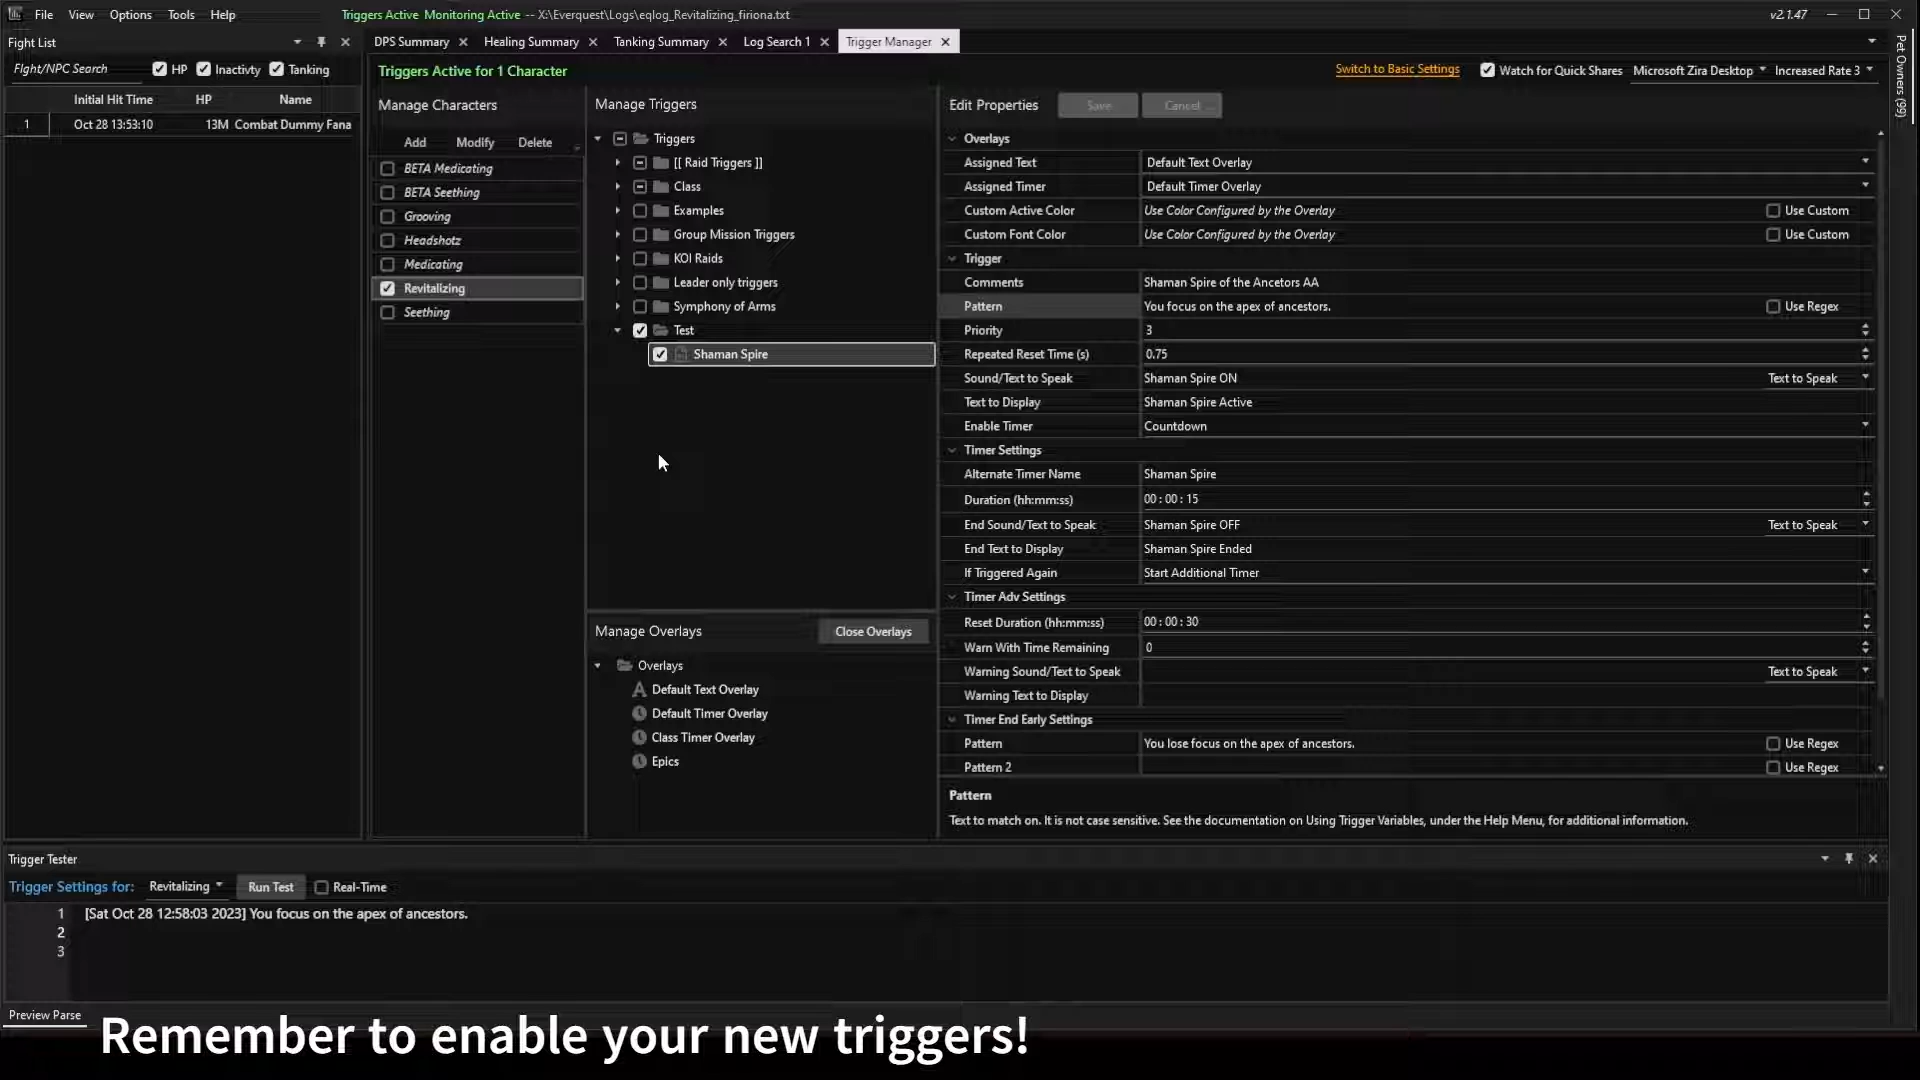 File View Options Tools Help Triggers Active Monitoring Active -- X:\Everquest\Logs\eqlog_Revitalizing_firiona.txt v2.1.47
Fight List
DPS Summary Healing Summary Tanking Summary Log Search 1 Trigger Manager
Pet Owners (99)
Fight/NPC Search HP Inactivty Tanking
Triggers Active for 1 Character Switch to Basic Settings Watch for Quick Shares Microsoft Zira Desktop Increased Rate 3
Initial Hit Time HP Name
1 Oct 28 13:53:10 13M Combat Dummy Fana
Manage Characters
Add Modify Delete
BETA Medicating
BETA Seething
Grooving
Headshotz
Medicating
Revitalizing
Seething
Manage Triggers
Triggers
[[ Raid Triggers ]]
Class
Examples
Group Mission Triggers
KOI Raids
Leader only triggers
Symphony of Arms
Test
Shaman Spire
Manage Overlays Close Overlays
Overlays
Default Text Overlay
Default Timer Overlay
Class Timer Overlay
Epics
Edit Properties Save Cancel
Overlays
Assigned Text Default Text Overlay
Assigned Timer Default Timer Overlay
Custom Active Color Use Color Configured by the Overlay Use Custom
Custom Font Color Use Color Configured by the Overlay Use Custom
Trigger
Comments Shaman Spire of the Ancetors AA
Pattern You focus on the apex of ancestors. Use Regex
Priority 3
Repeated Reset Time (s) 0.75
Sound/Text to Speak Shaman Spire ON Text to Speak
Text to Display Shaman Spire Active
Enable Timer Countdown
Timer Settings
Alternate Timer Name Shaman Spire
Duration (hh:mm:ss) 00 : 00 : 15
End Sound/Text to Speak Shaman Spire OFF Text to Speak
End Text to Display Shaman Spire Ended
If Triggered Again Start Additional Timer
Timer Adv Settings
Reset Duration (hh:mm:ss) 00 : 00 : 30
Warn With Time Remaining 0
Warning Sound/Text to Speak Text to Speak
Warning Text to Display
Timer End Early Settings
Pattern You lose focus on the apex of ancestors. Use Regex
Pattern 2 Use Regex
Pattern
Text to match on. It is not case sensitive. See the documentation on Using Trigger Variables, under the Help Menu, for additional information.
Trigger Tester
Trigger Settings for: Revitalizing Run Test Real-Time
1 [Sat Oct 28 12:58:03 2023] You focus on the apex of ancestors.
2
3
Preview Parse
Remember to enable your new triggers!